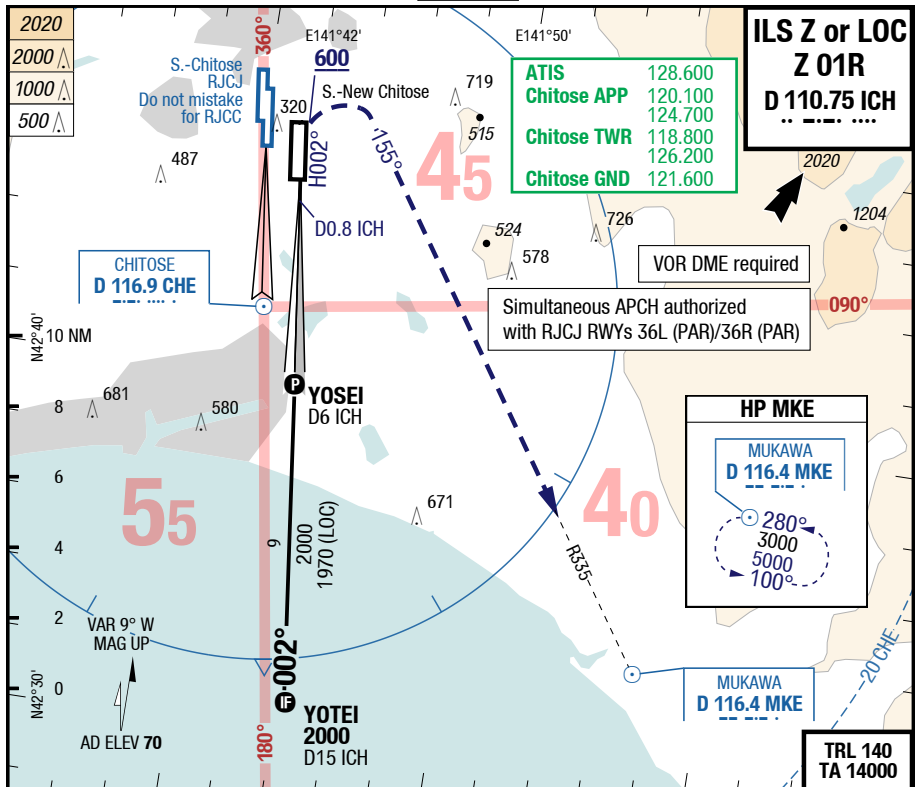 2020
2000
1000
500
360°
E141°42'
E141°50'
600
S.-Chitose
RJCJ
Do not mistake
for RJCC
320
S.-New Chitose
719
515
ILS Z or LOC
Z 01R
D 110.75 ICH
ATIS 128.600
Chitose APP 120.100
124.700
Chitose TWR 118.800
126.200
Chitose GND 121.600
487
H002°
155°
45
2020
D0.8 ICH
524
726
1204
578
VOR DME required
CHITOSE
D 116.9 CHE
Simultaneous APCH authorized
with RJCJ RWYs 36L (PAR)/36R (PAR)
090°
N42°40'
10 NM
P
YOSEI
D6 ICH
681
580
8
HP MKE
MUKAWA
D 116.4 MKE
280°
3000
5000
100°
6
55
671
40
9
2000
1970 (LOC)
4
R335
2
VAR 9° W
MAG UP
002°
20 CHE
N42°30'
0
IF
YOTEI
2000
D15 ICH
MUKAWA
D 116.4 MKE
AD ELEV 70
180°
TRL 140
TA 14000